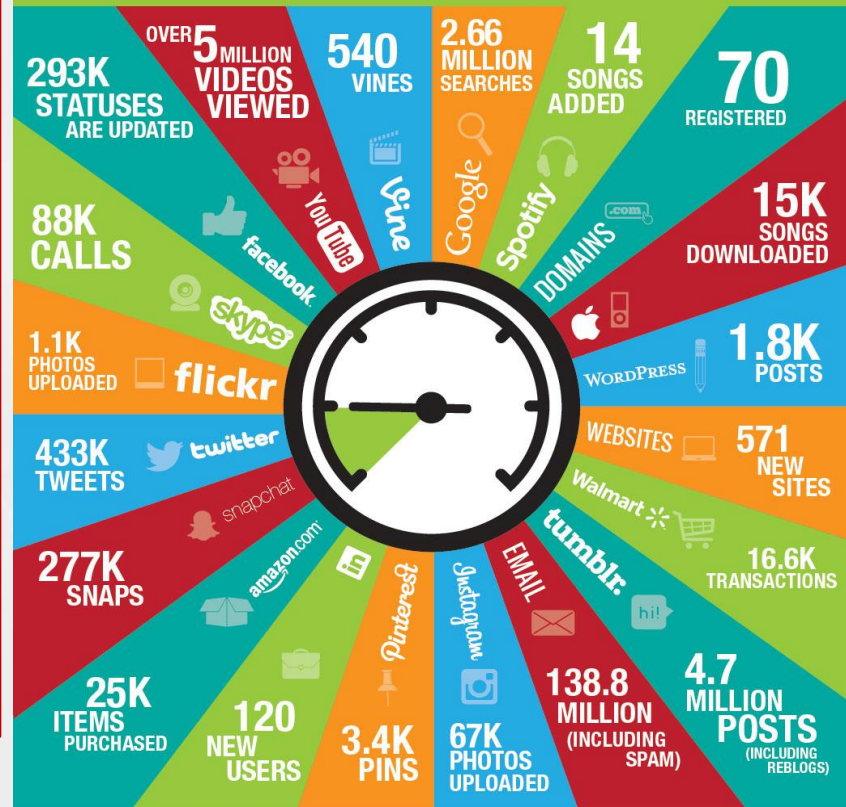 293K
STATUSES
ARE UPDATED
facebook
OVER 5 MILLION
VIDEOS
VIEWED
YouTube
540
VINES
Vine
2.66
MILLION
SEARCHES
Google
14
SONGS
ADDED
Spotify
70
REGISTERED
.com
DOMAINS
15K
SONGS
DOWNLOADED
1.8K
POSTS
WORDPRESS
571
NEW
SITES
WEBSITES
Walmart
16.6K
TRANSACTIONS
tumblr.
hi!
4.7
MILLION
POSTS
(INCLUDING
REBLOGS)
EMAIL
138.8
MILLION
(INCLUDING
SPAM)
Instagram
67K
PHOTOS
UPLOADED
Pinterest
3.4K
PINS
in
120
NEW
USERS
amazon.com
25K
ITEMS
PURCHASED
snapchat
277K
SNAPS
twitter
433K
TWEETS
flickr
1.1K
PHOTOS
UPLOADED
skype
88K
CALLS